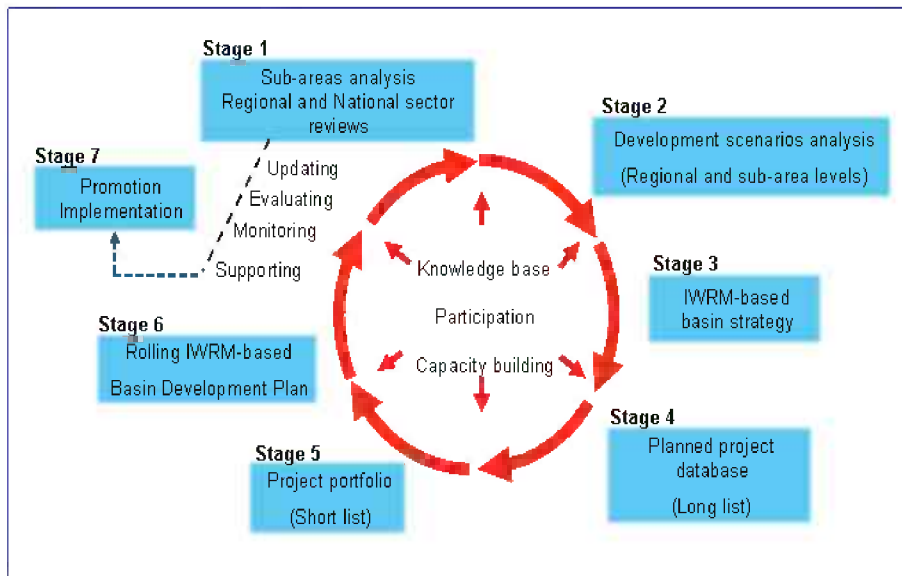 Stage 1
Sub-areas analysis
Regional and National sector
reviews
Stage 2
Development scenarios analysis
(Regional and sub-area levels)
Stage 3
IWRM-based
basin strategy
Stage 4
Planned project
database
(Long list)
Stage 5
Project portfolio
(Short list)
Stage 6
Rolling IWRM-based
Basin Development Plan
Stage 7
Promotion
Implementation
Updating
Evaluating
Monitoring
Supporting
Knowledge base
Participation
Capacity building